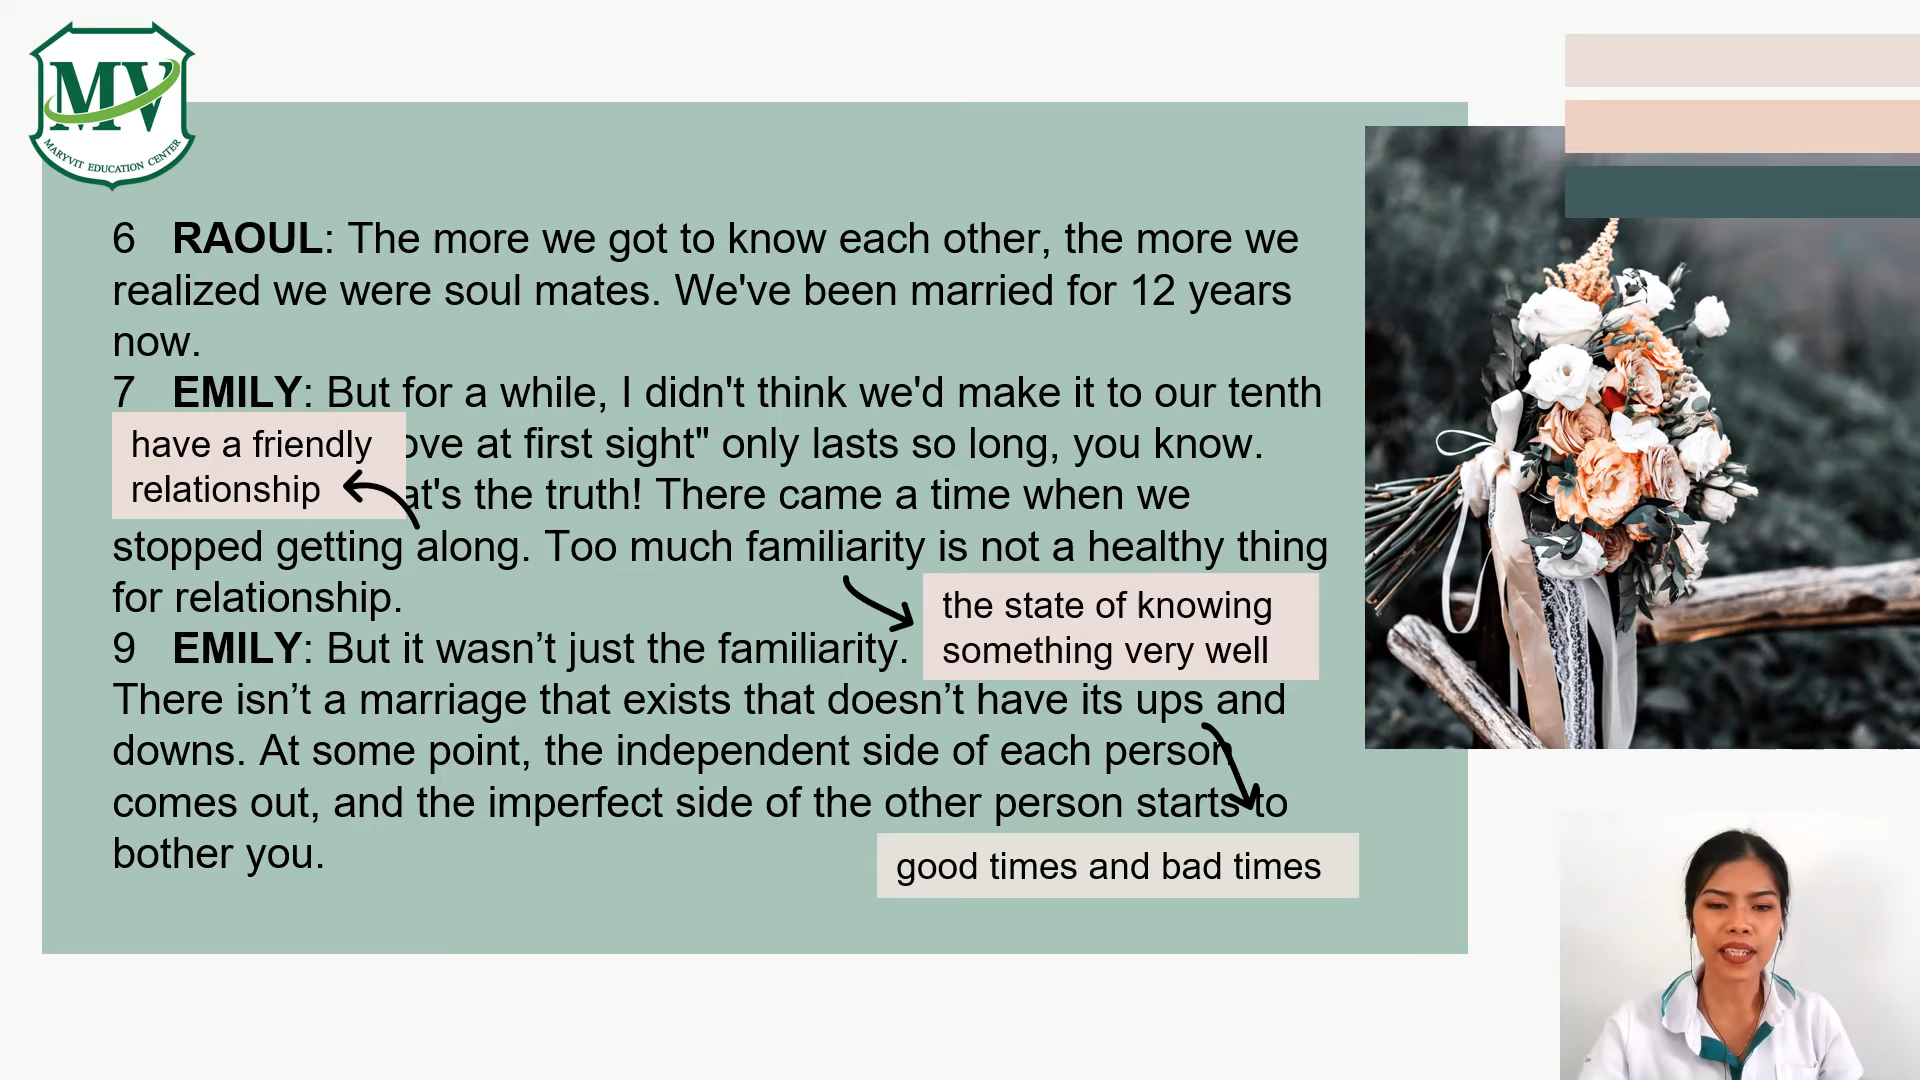 MV
MARYVIT EDUCATION CENTER
6 RAOUL: The more we got to know each other, the more we
realized we were soul mates. We've been married for 12 years
now.
7 EMILY: But for a while, I didn't think we'd make it to our tenth
have a friendly
relationship
ove at first sight" only lasts so long, you know.
at's the truth! There came a time when we
stopped getting along. Too much familiarity is not a healthy thing
for relationship.
the state of knowing
something very well
9 EMILY: But it wasn’t just the familiarity.
There isn’t a marriage that exists that doesn’t have its ups and
downs. At some point, the independent side of each person
comes out, and the imperfect side of the other person starts to
bother you.
good times and bad times